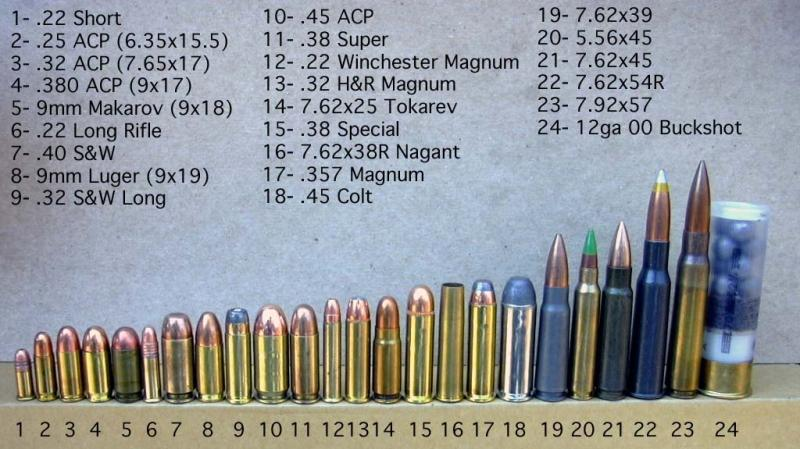 1- .22 Short
2- .25 ACP (6.35x15.5)
3- .32 ACP (7.65x17)
4- .380 ACP (9x17)
5- 9mm Makarov (9x18)
6- .22 Long Rifle
7- .40 S&W
8- 9mm Luger (9x19)
9- .32 S&W Long
10- .45 ACP
11- .38 Super
12- .22 Winchester Magnum
13- .32 H&R Magnum
14- 7.62x25 Tokarev
15- .38 Special
16- 7.62x38R Nagant
17- .357 Magnum
18- .45 Colt
19- 7.62x39
20- 5.56x45
21- 7.62x45
22- 7.62x54R
23- 7.92x57
24- 12ga 00 Buckshot
1 2 3 4 5 6 7 8 9 10 11 12 13 14 15 16 17 18 19 20 21 22 23 24